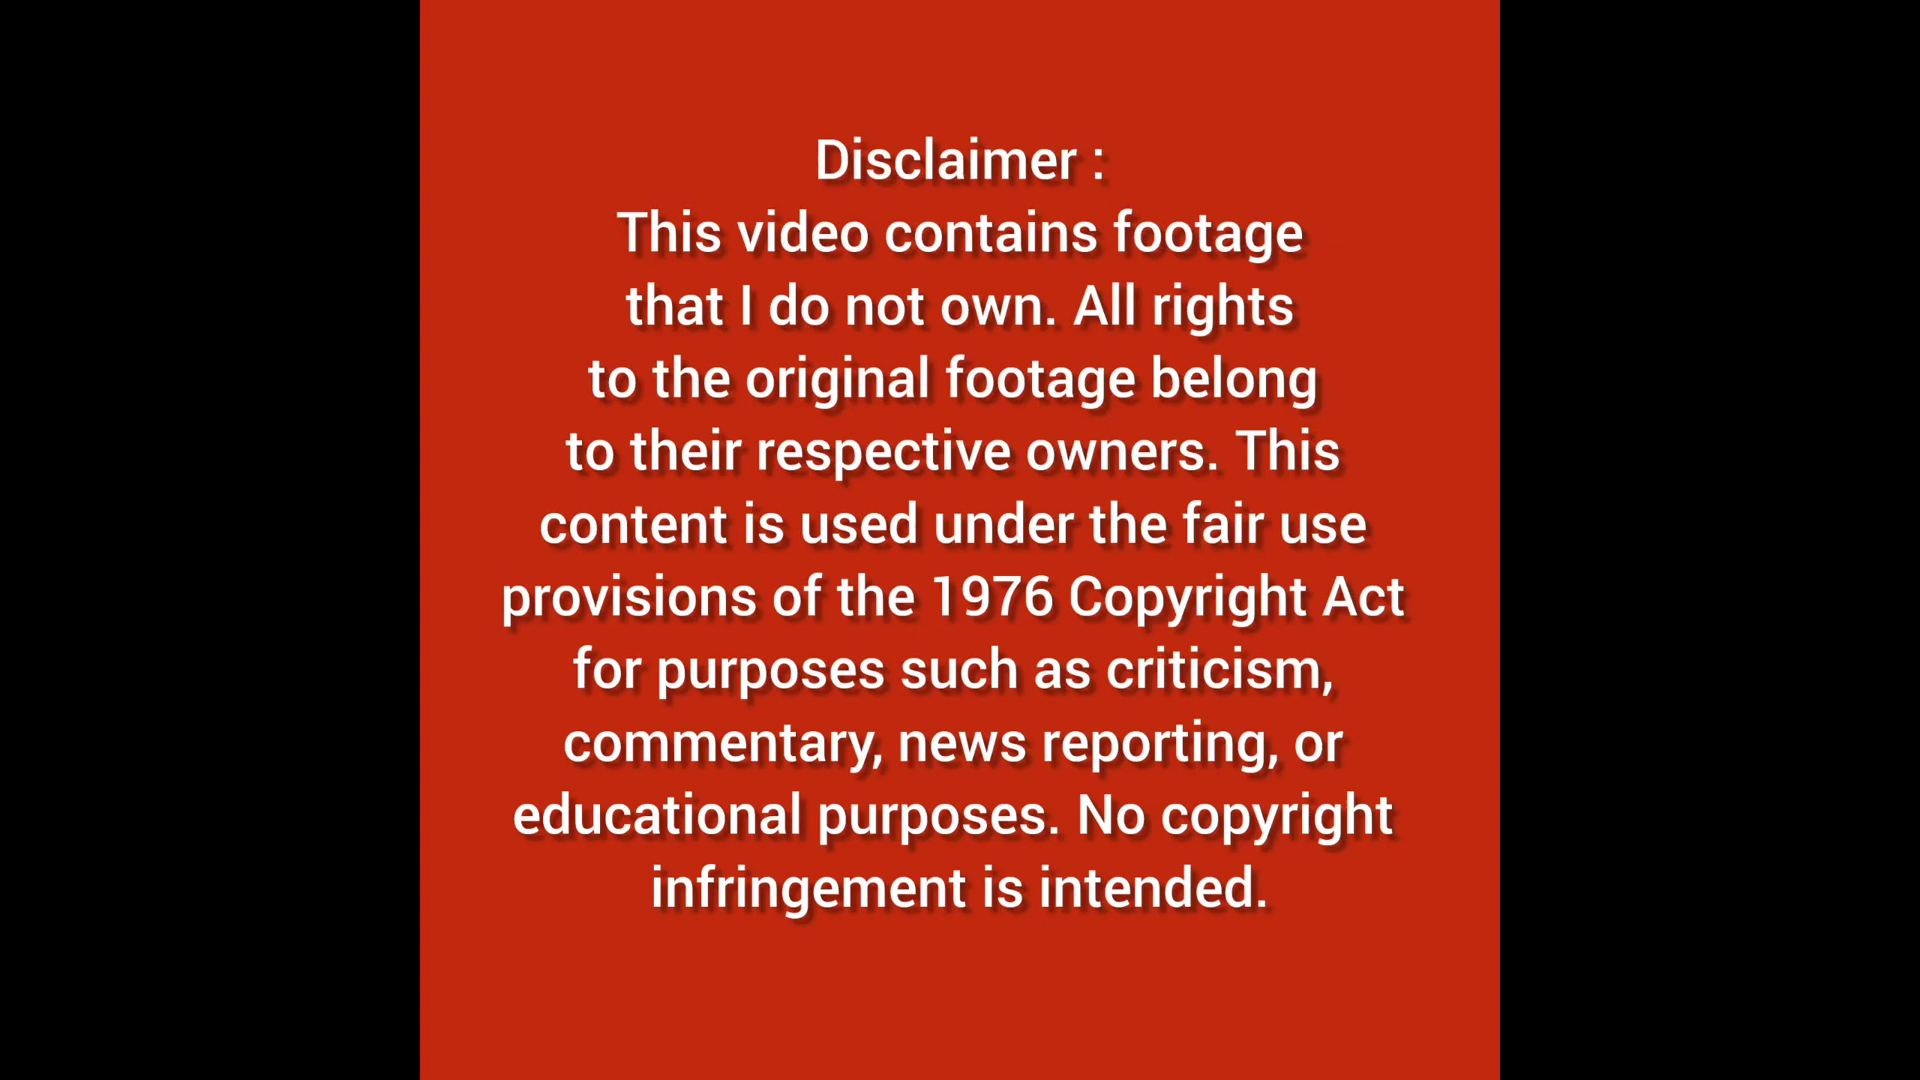 Disclaimer :
This video contains footage
that I do not own. All rights
to the original footage belong
to their respective owners. This
content is used under the fair use
provisions of the 1976 Copyright Act
for purposes such as criticism,
commentary, news reporting, or
educational purposes. No copyright
infringement is intended.